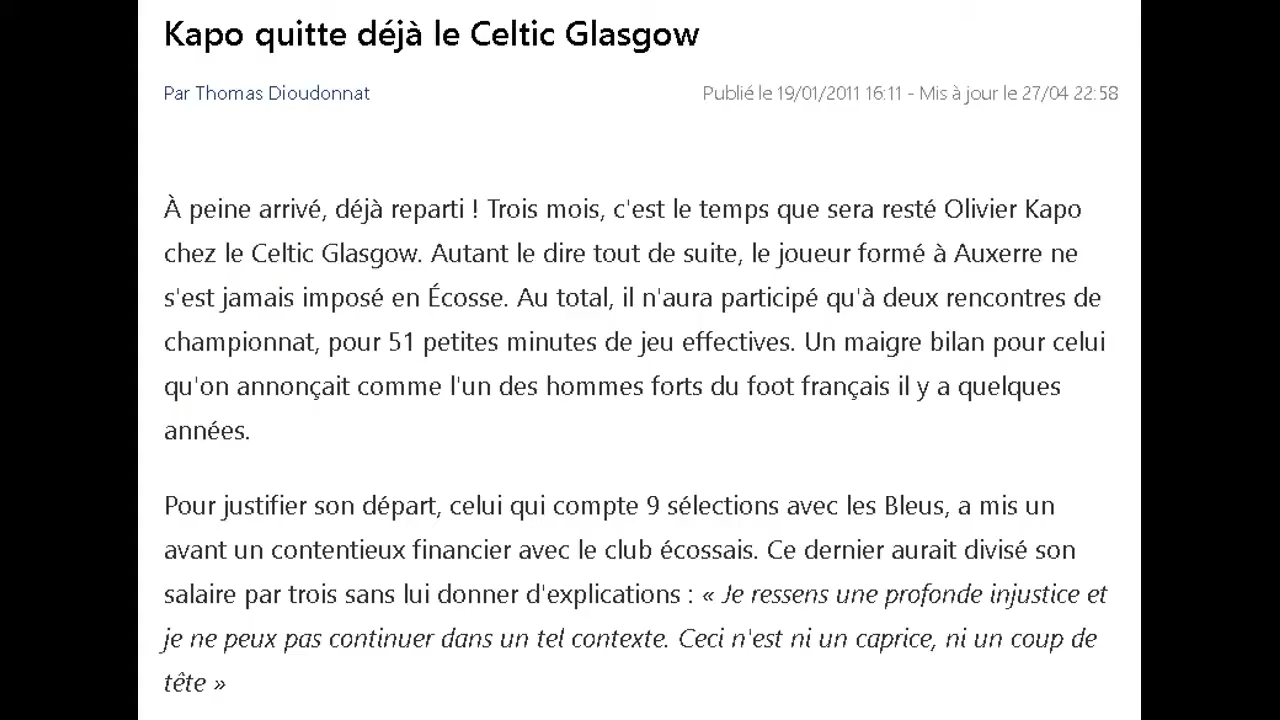 Kapo quitte déjà le Celtic Glasgow
Par Thomas Dioudonnat
Publié le 19/01/2011 16:11 - Mis à jour le 27/04 22:58
À peine arrivé, déjà reparti ! Trois mois, c'est le temps que sera resté Olivier Kapo
chez le Celtic Glasgow. Autant le dire tout de suite, le joueur formé à Auxerre ne
s'est jamais imposé en Écosse. Au total, il n'aura participé qu'à deux rencontres de
championnat, pour 51 petites minutes de jeu effectives. Un maigre bilan pour celui
qu'on annonçait comme l'un des hommes forts du foot français il y a quelques
années.
Pour justifier son départ, celui qui compte 9 sélections avec les Bleus, a mis un
avant un contentieux financier avec le club écossais. Ce dernier aurait divisé son
salaire par trois sans lui donner d'explications : « Je ressens une profonde injustice et
je ne peux pas continuer dans un tel contexte. Ceci n'est ni un caprice, ni un coup de
tête »